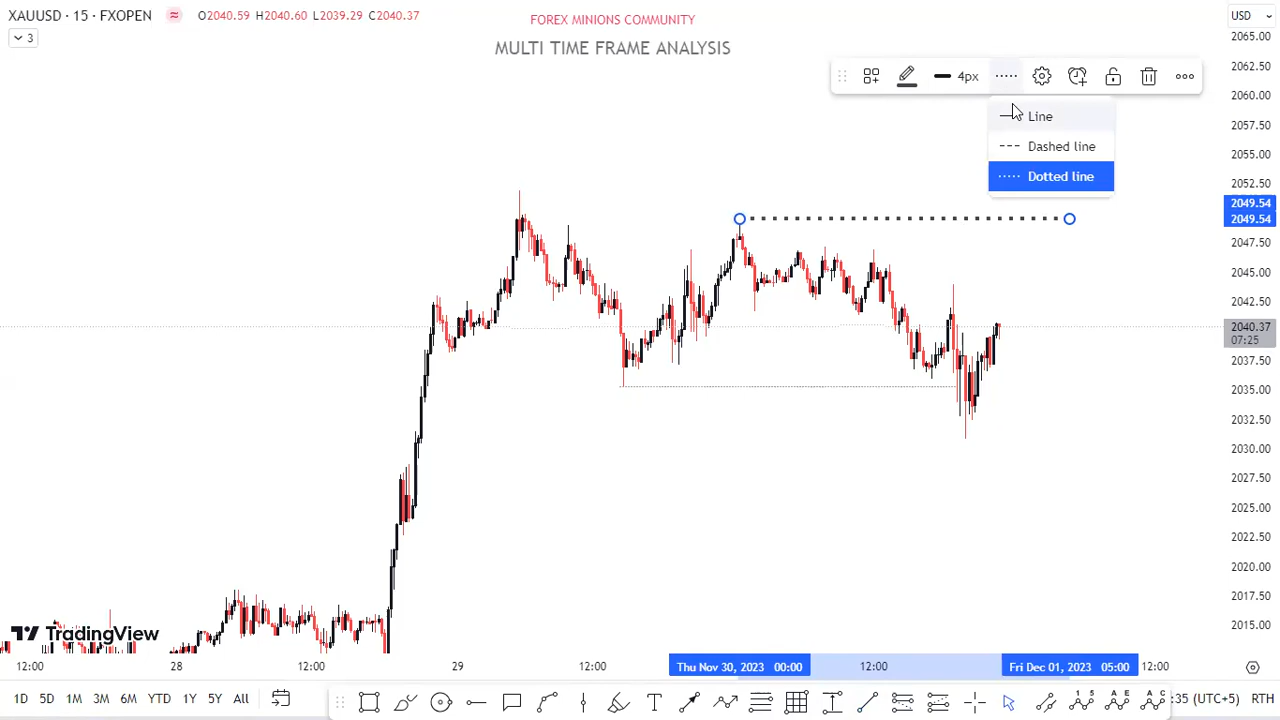 XAUUSD · 15 · FXOPEN O2040.59 H2040.60 L2039.29 C2040.37
3
FOREX MINIONS COMMUNITY
MULTI TIME FRAME ANALYSIS
4px
Line
Dashed line
Dotted line
USD
2065.00
2062.50
2060.00
2057.50
2055.00
2052.50
2049.54
2049.54
2047.50
2045.00
2042.50
2040.37
07:25
2037.50
2035.00
2032.50
2030.00
2027.50
2025.00
2022.50
2020.00
2017.50
2015.00
TradingView
12:00 28 12:00 29 12:00 Thu Nov 30, 2023 00:00 12:00 Fri Dec 01, 2023 05:00 12:00
1D 5D 1M 3M 6M YTD 1Y 5Y All :35 (UTC+5) RTH